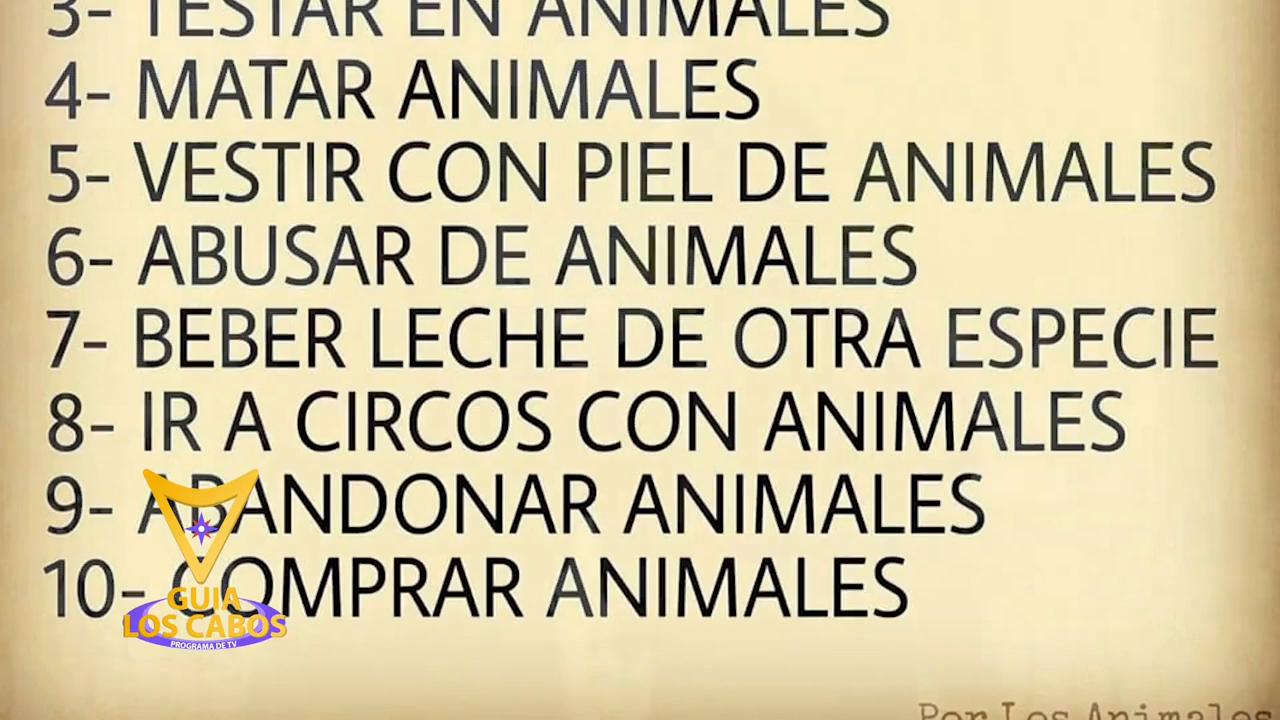 3- TESTAR EN ANIMALES
4- MATAR ANIMALES
5- VESTIR CON PIEL DE ANIMALES
6- ABUSAR DE ANIMALES
7- BEBER LECHE DE OTRA ESPECIE
8- IR A CIRCOS CON ANIMALES
9- ABANDONAR ANIMALES
10- COMPRAR ANIMALES
GUIA
LOS CABOS
PROGRAMA DE TV
Por Los Animales